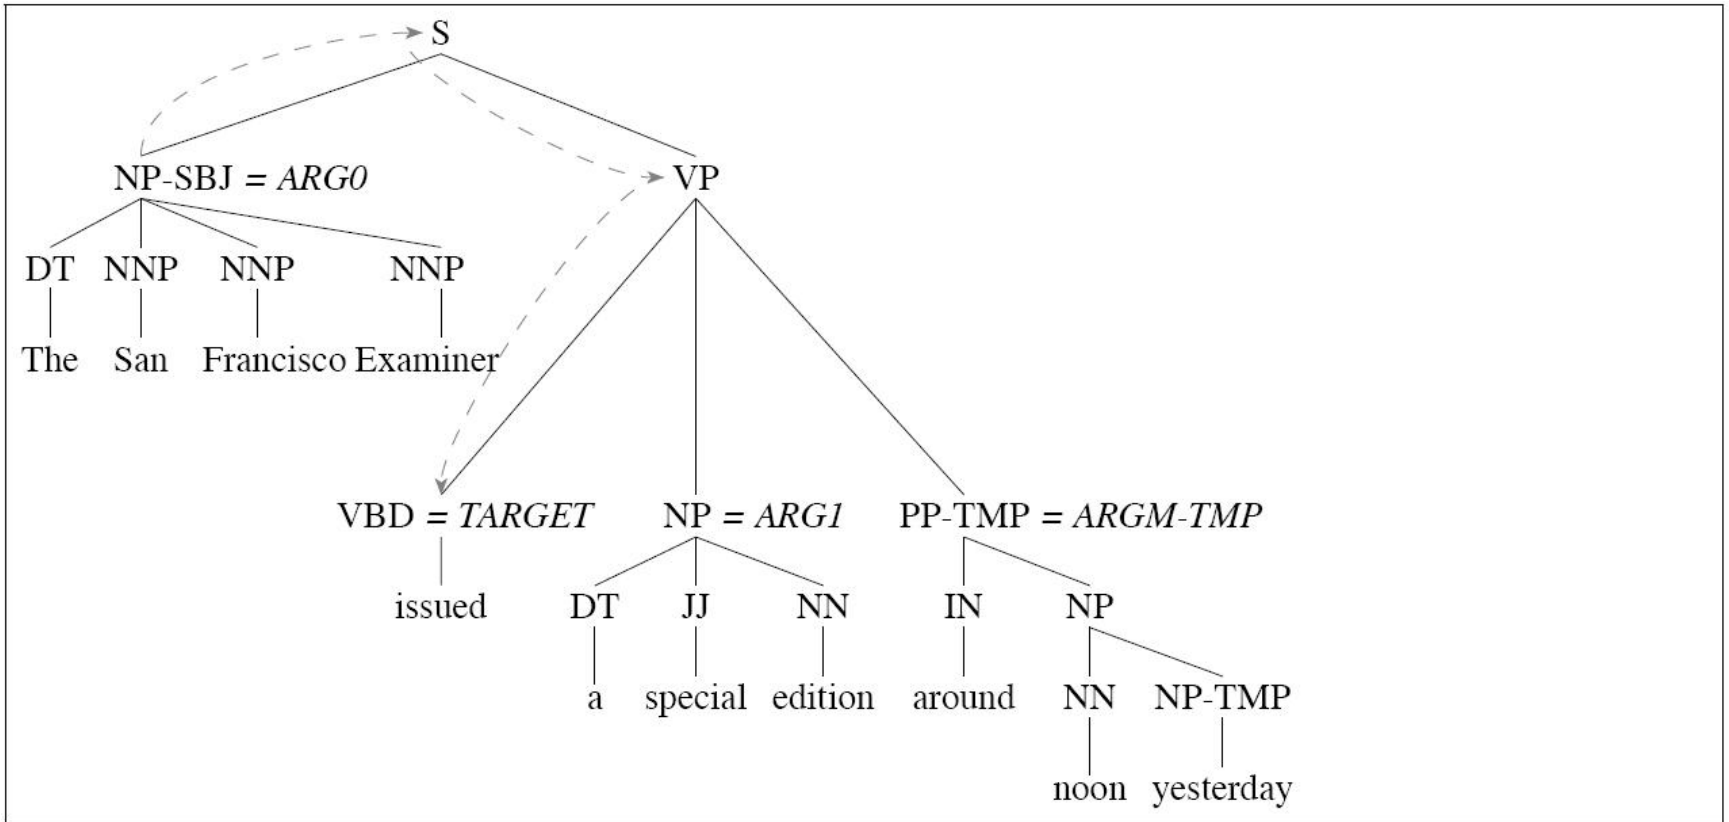 S
NP-SBJ = ARG0 VP
DT NNP NNP NNP
The San Francisco Examiner
VBD = TARGET NP = ARG1 PP-TMP = ARGM-TMP
issued DT JJ NN IN NP
a special edition around NN NP-TMP
noon yesterday